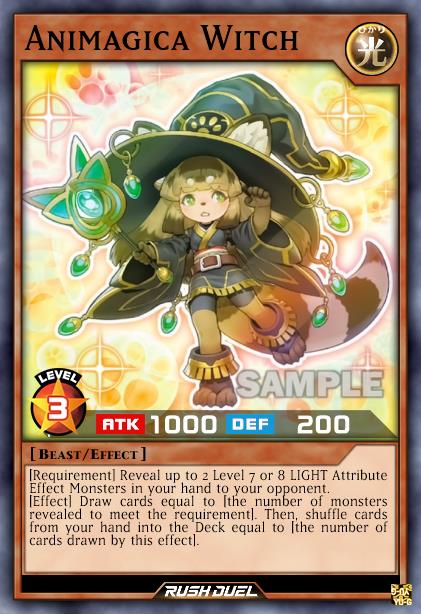 Animagica Witch
ひかり
光
SAMPLE
LEVEL
3
ATK 1000 DEF 200
[ Beast/Effect ]
[Requirement] Reveal up to 2 Level 7 or 8 LIGHT Attribute
Effect Monsters in your hand to your opponent.
[Effect] Draw cards equal to [the number of monsters
revealed to meet the requirement]. Then, shuffle cards
from your hand into the Deck equal to [the number of
cards drawn by this effect].
RUSH DUEL